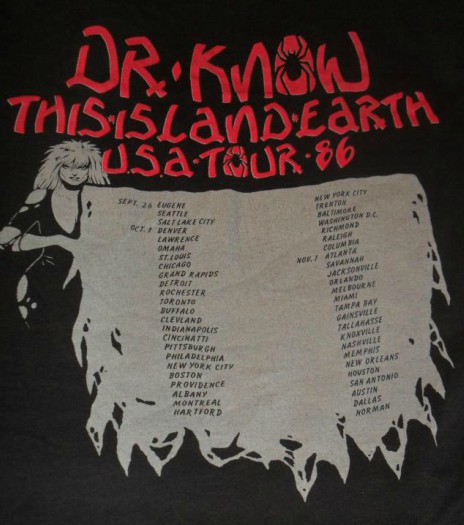 DR. KNOW
THIS·ISLAND·EARTH
U.S.A·TOUR·86
SEPT. 26 EUGENE
SEATTLE
SALT LAKE CITY
OCT. 1 DENVER
LAWRENCE
OMAHA
ST. LOUIS
CHICAGO
GRAND RAPIDS
DETROIT
ROCHESTER
TORONTO
BUFFALO
CLEVLAND
INDIANAPOLIS
CINCINATTI
PITTSBURGH
PHILADELPHIA
NEW YORK CITY
BOSTON
PROVIDENCE
ALBANY
MONTREAL
HARTFORD
NEW YORK CITY
TRENTON
BALTIMORE
WASHINGTON D.C.
RICHMOND
RALEIGH
COLUMBIA
NOV. 1 ATLANTA
SAVANNAH
JACKSONVILLE
ORLANDO
MELBOURNE
MIAMI
TAMPA BAY
GAINSVILLE
TALLAHASSE
KNOXVILLE
NASHVILLE
MEMPHIS
NEW ORLEANS
HOUSTON
SAN ANTONIO
AUSTIN
DALLAS
NORMAN